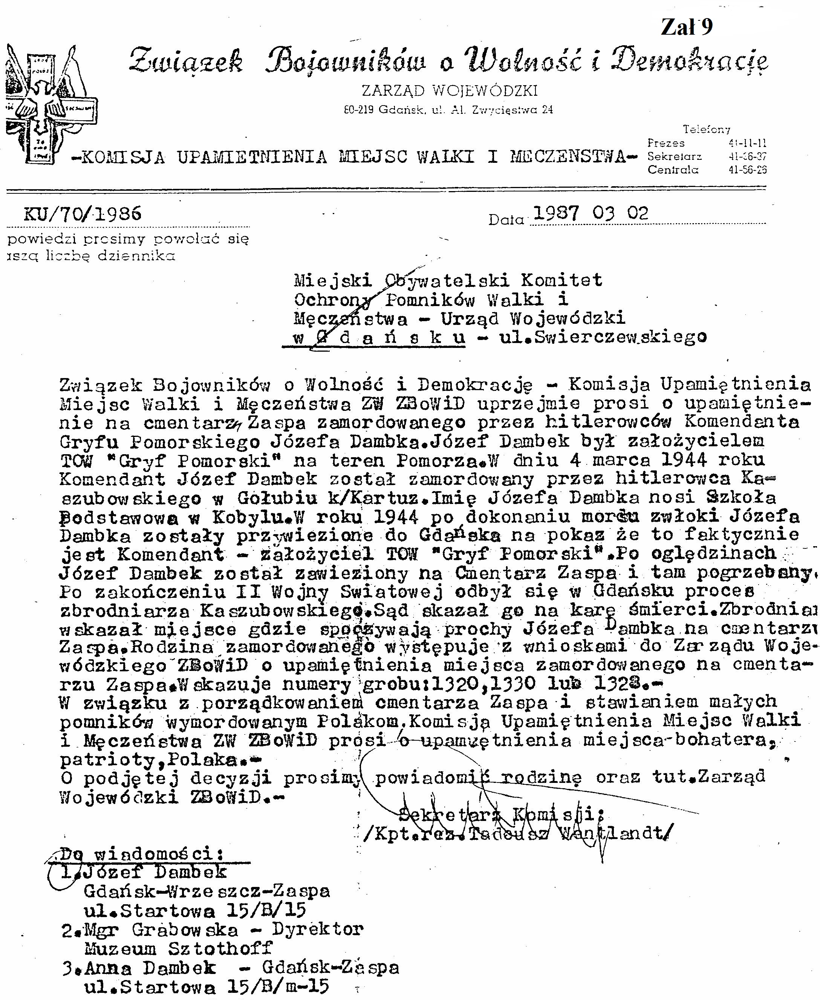 Zał 9
Związek Bojowników o Wolność i Demokrację
ZARZĄD WOJEWÓDZKI
80-219 Gdańsk, ul. Al. Zwycięstwa 24
Telefony
Prezes 41-11-11
-KOMISJA UPAMIETNIENIA MIEJSC WALKI I MECZENSTWA-
Sekretarz 41-36-37
Centrala 41-56-26
KU/70/1986
Data 1987 03 02
powiedzi prosimy powołać się
szą liczbę dziennika
Miejski Obywatelski Komitet
Ochrony Pomników Walki i
Męczeństwa - Urząd Wojewódzki
w G d a ń s k u - ul.Swierczewskiego
Związek Bojowników o Wolność i Demokrację - Komisja Upamiętnienia
Miejsc Walki i Męczeństwa ZW ZBoWiD uprzejmie prosi o upamiętnie-
nie na cmentarzy Zaspa zamordowanego przez hitlerowców Komendanta
Gryfu Pomorskiego Józefa Dambka.Józef Dambek był założycielem
TOW "Gryf Pomorski" na teren Pomorza.W dniu 4 marca 1944 roku
Komendant Józef Dambek został zamordowany przez hitlerowca Ka-
szubowskiego w Gołubiu k/Kartuz.Imię Józefa Dambka nosi Szkoła
Podstawowa w Kobylu.W roku 1944 po dokonaniu mordu zwłoki Józefa
Dambka zostały przywiezione do Gdańska na pokaz że to faktycznie
jest Komendant - założyciel TOW "Gryf Pomorski".Po oględzinach
Józef Dambek został zawieziony na Cmentarz Zaspa i tam pogrzebany.
Po zakończeniu II Wojny Swiatowej odbył się w Gdańsku proces
zbrodniarza Kaszubowskiego.Sąd skazał go na karę śmierci.Zbrodniar
wskazał miejsce gdzie spoczywają prochy Józefa Dambka na cmentarzu
Zaspa.Rodzina zamordowanego występuje z wnioskami do Zarządu Woje-
wódzkiego ZBoWiD o upamiętnienia miejsca zamordowanego na cmenta-
rzu Zaspa.Wskazuje numery grobu:1320,1330 lub 1328.-
W związku z porządkowaniem cmentarza Zaspa i stawianiem małych
pomników wymordowanym Polakom,Komisja Upamiętnienia Miejsc Walki
i Męczeństwa ZW ZBoWiD prosi o upamuętnienia miejsca-bohatera,
patrioty,Polaka.-
O podjętej decyzji prosimy powiadomić rodzinę oraz tut.Zarząd
Wojewódzki ZBoWiD.-
Sekretarz Komisji:
/Kpt.rez.Tadeusz Wentlandt/
Do wiadomości:
1.Józef Dambek
Gdańsk-Wrzeszcz-Zaspa
ul.Startowa 15/B/15
2.Mgr Grabowska - Dyrektor
Muzeum Sztothoff
3.Anna Dambek - Gdańsk-Zaspa
ul.Startowa 15/B/m-15